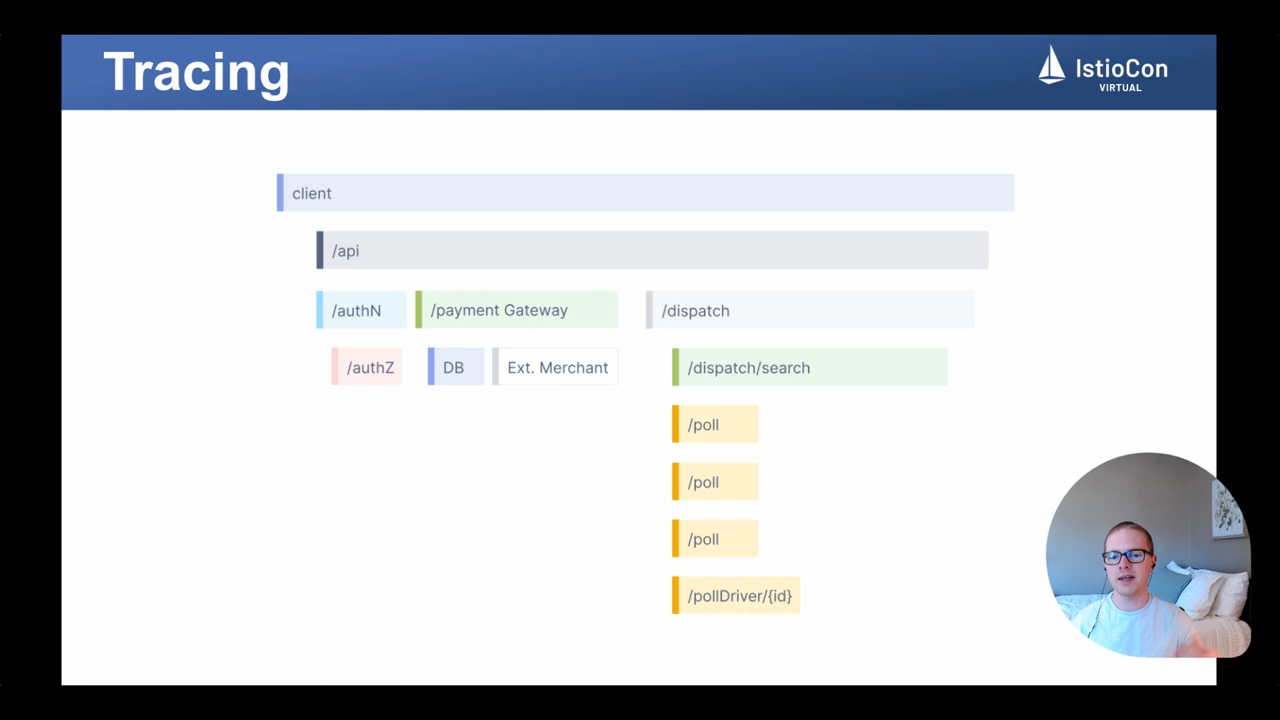 Tracing
IstioCon
VIRTUAL
client
/api
/authN
/payment Gateway
/dispatch
/authZ
DB
Ext. Merchant
/dispatch/search
/poll
/poll
/poll
/pollDriver/{id}